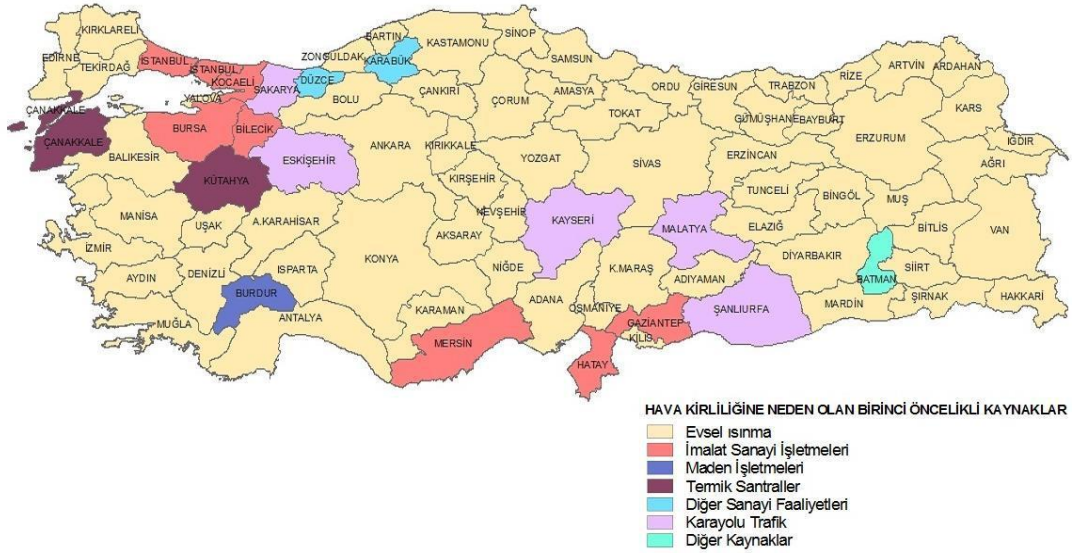 KIRKLARELİ
EDİRNE
TEKİRDAĞ
İSTANBUL
İSTANBUL
KOCAELİ
YALOVA
SAKARYA
DÜZCE
ZONGULDAK
BARTIN
KARABÜK
KASTAMONU
SİNOP
SAMSUN
BOLU
ÇANKIRI
ÇORUM
AMASYA
ORDU
GİRESUN
TRABZON
RİZE
ARTVİN
ARDAHAN
TOKAT
GÜMÜŞHANE
BAYBURT
KARS
IĞDIR
ERZURUM
AĞRI
ÇANAKKALE
ÇANAKKALE
BALIKESİR
BURSA
BİLECİK
ESKİŞEHİR
ANKARA
KIRIKKALE
YOZGAT
SİVAS
ERZİNCAN
TUNCELİ
BİNGÖL
MUŞ
KÜTAHYA
KIRŞEHİR
NEVŞEHİR
KAYSERİ
MALATYA
ELAZIĞ
BİTLİS
VAN
MANİSA
UŞAK
A.KARAHİSAR
AKSARAY
KONYA
NİĞDE
K.MARAŞ
ADIYAMAN
DİYARBAKIR
BATMAN
SİİRT
ŞIRNAK
HAKKARİ
İZMİR
AYDIN
DENİZLİ
ISPARTA
BURDUR
MUĞLA
ANTALYA
KARAMAN
MERSİN
ADANA
OSMANİYE
GAZİANTEP
KİLİS
HATAY
ŞANLIURFA
MARDİN
HAVA KİRLİLİĞİNE NEDEN OLAN BİRİNCİ ÖNCELİKLİ KAYNAKLAR
Evsel ısınma
İmalat Sanayi İşletmeleri
Maden İşletmeleri
Termik Santraller
Diğer Sanayi Faaliyetleri
Karayolu Trafik
Diğer Kaynaklar